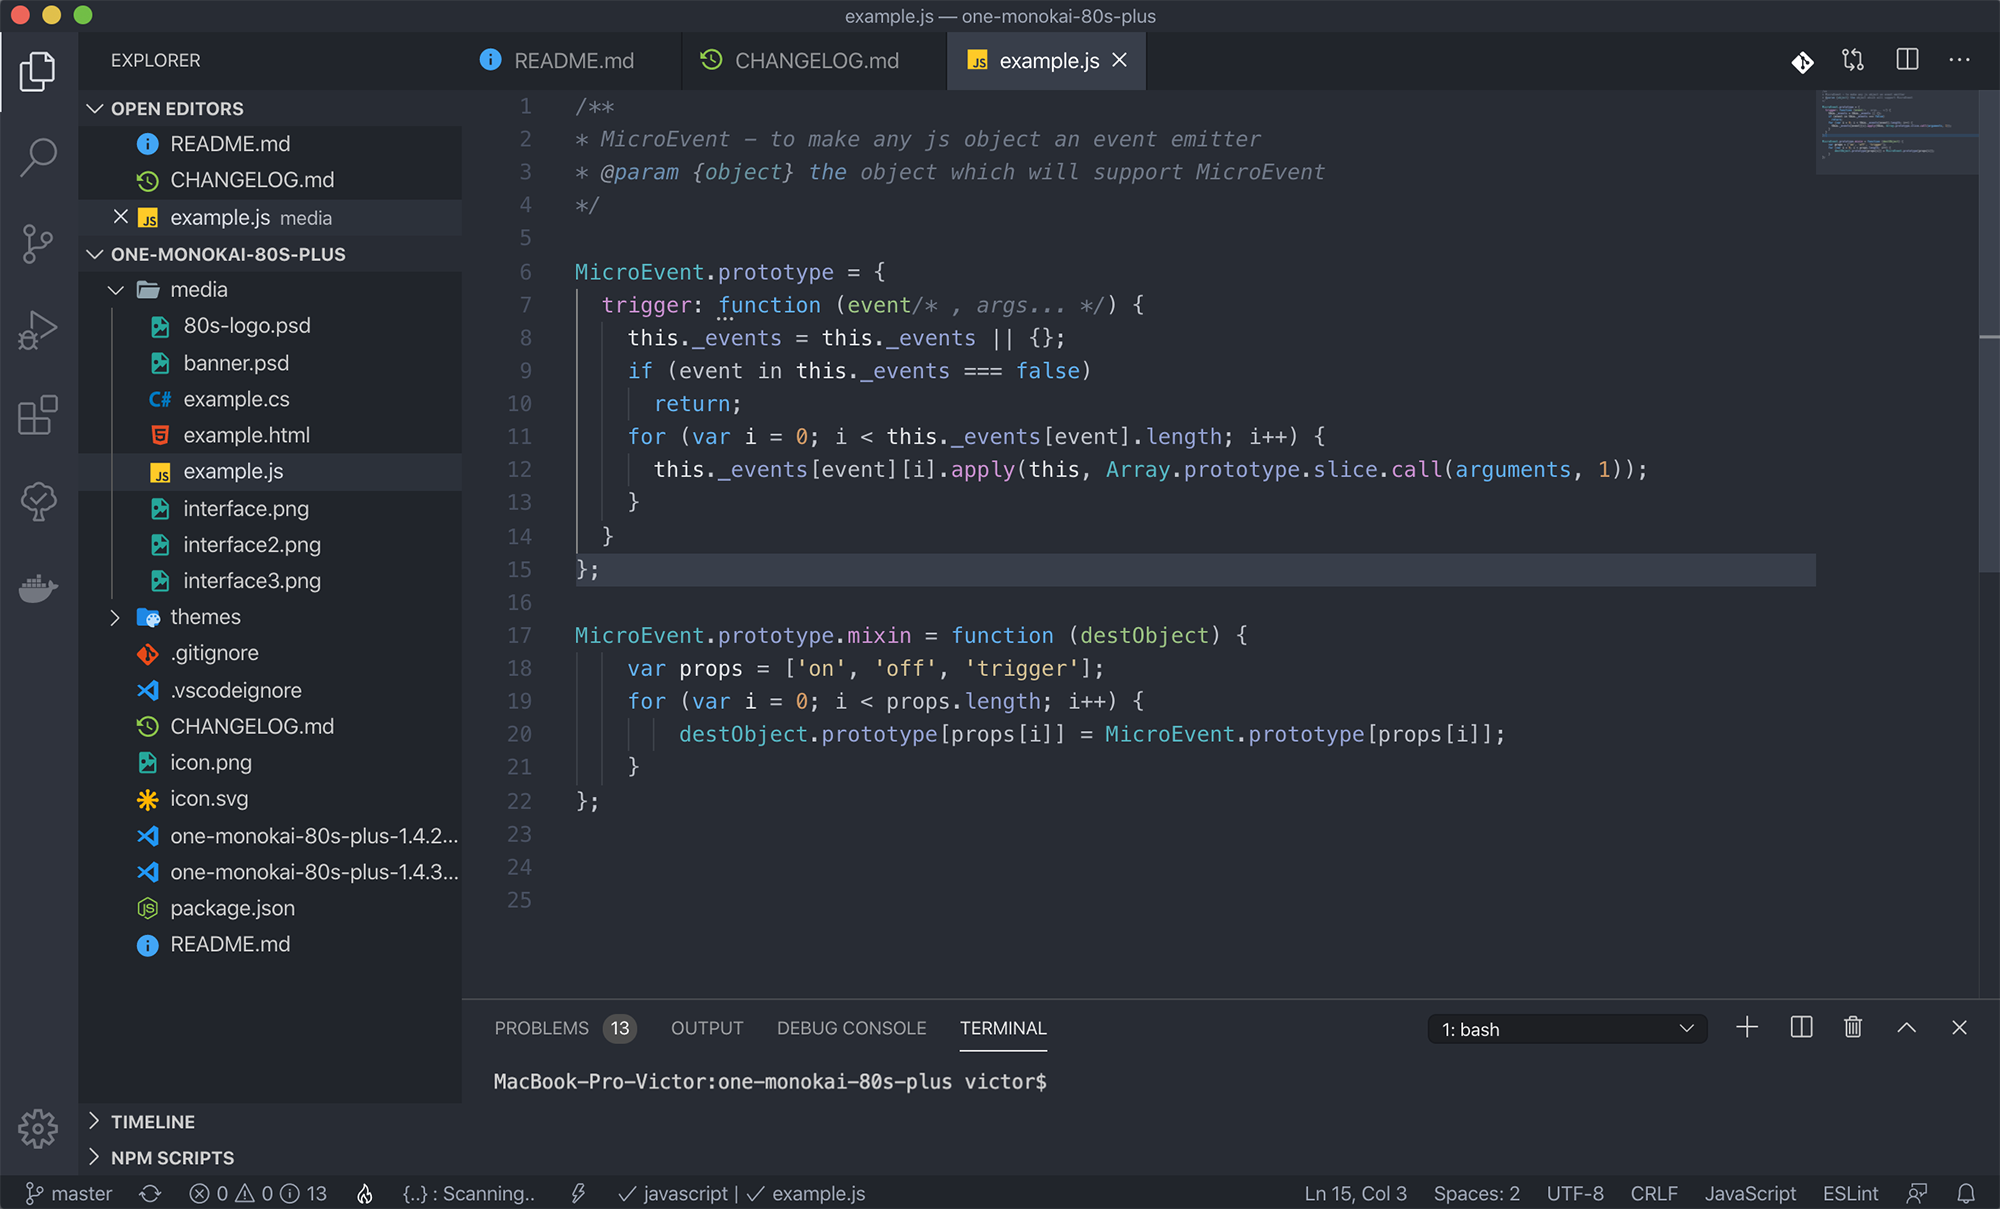 example.js — one-monokai-80s-plus
EXPLORER
OPEN EDITORS
README.md
CHANGELOG.md
example.js media
ONE-MONOKAI-80S-PLUS
media
80s-logo.psd
banner.psd
C# example.cs
example.html
JS example.js
interface.png
interface2.png
interface3.png
themes
.gitignore
.vscodeignore
CHANGELOG.md
icon.png
icon.svg
one-monokai-80s-plus-1.4.2...
one-monokai-80s-plus-1.4.3...
package.json
README.md
TIMELINE
NPM SCRIPTS
README.md
CHANGELOG.md
JS example.js
1 /**
2 * MicroEvent - to make any js object an event emitter
3 * @param {object} the object which will support MicroEvent
4 */
5
6 MicroEvent.prototype = {
7 trigger: function (event/* , args... */) {
8 this._events = this._events || {};
9 if (event in this._events === false)
10 return;
11 for (var i = 0; i < this._events[event].length; i++) {
12 this._events[event][i].apply(this, Array.prototype.slice.call(arguments, 1));
13 }
14 }
15 };
16
17 MicroEvent.prototype.mixin = function (destObject) {
18 var props = ['on', 'off', 'trigger'];
19 for (var i = 0; i < props.length; i++) {
20 destObject.prototype[props[i]] = MicroEvent.prototype[props[i]];
21 }
22 };
23
24
25
PROBLEMS 13 OUTPUT DEBUG CONSOLE TERMINAL
1: bash
MacBook-Pro-Victor:one-monokai-80s-plus victor$
master 0 0 13 {..} : Scanning.. javascript | example.js Ln 15, Col 3 Spaces: 2 UTF-8 CRLF JavaScript ESLint